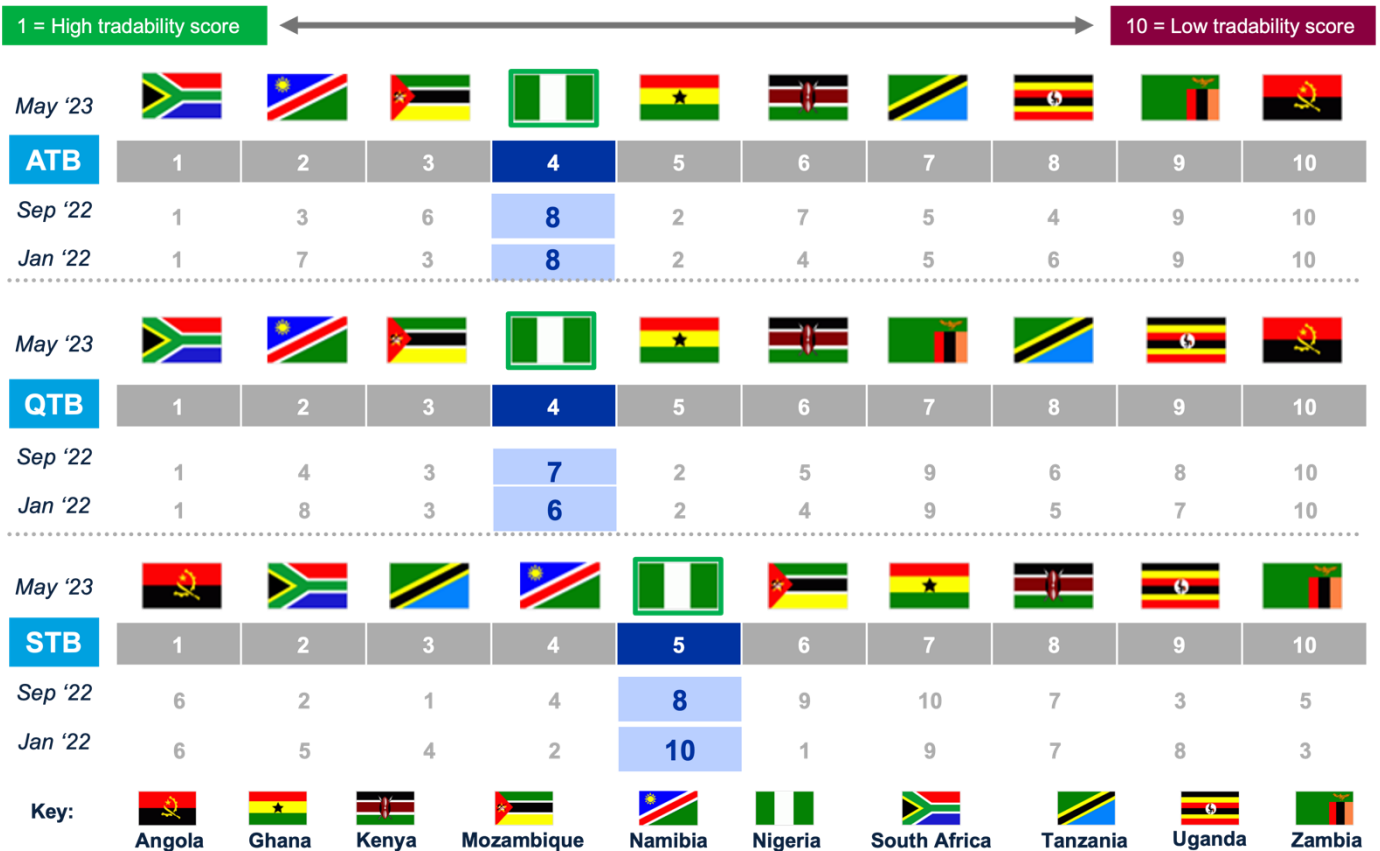 1 = High tradability score 10 = Low tradability score
May ‘23
ATB 1 2 3 4 5 6 7 8 9 10
Sep ‘22 1 3 6 8 2 7 5 4 9 10
Jan ‘22 1 7 3 8 2 4 5 6 9 10
May ‘23
QTB 1 2 3 4 5 6 7 8 9 10
Sep ‘22 1 4 3 7 2 5 9 6 8 10
Jan ‘22 1 8 3 6 2 4 9 5 7 10
May ‘23
STB 1 2 3 4 5 6 7 8 9 10
Sep ‘22 6 2 1 4 8 9 10 7 3 5
Jan ‘22 6 5 4 2 10 1 9 7 8 3
Key:
Angola Ghana Kenya Mozambique Namibia Nigeria South Africa Tanzania Uganda Zambia